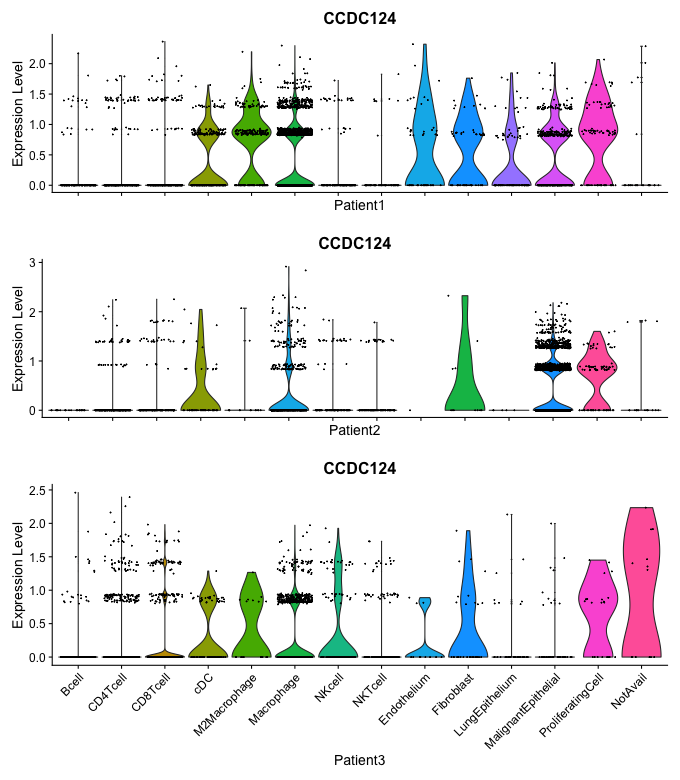 CCDC124
Expression Level
2.0
1.5
1.0
0.5
0.0
Patient1
CCDC124
Expression Level
3
2
1
0
Patient2
CCDC124
Expression Level
2.5
2.0
1.5
1.0
0.5
0.0
Bcell
CD4Tcell
CD8Tcell
cDC
M2Macrophage
Macrophage
NKcell
NKTcell
Endothelium
Fibroblast
LungEpithelium
MalignantEpithelial
ProliferatingCell
NotAvail
Patient3